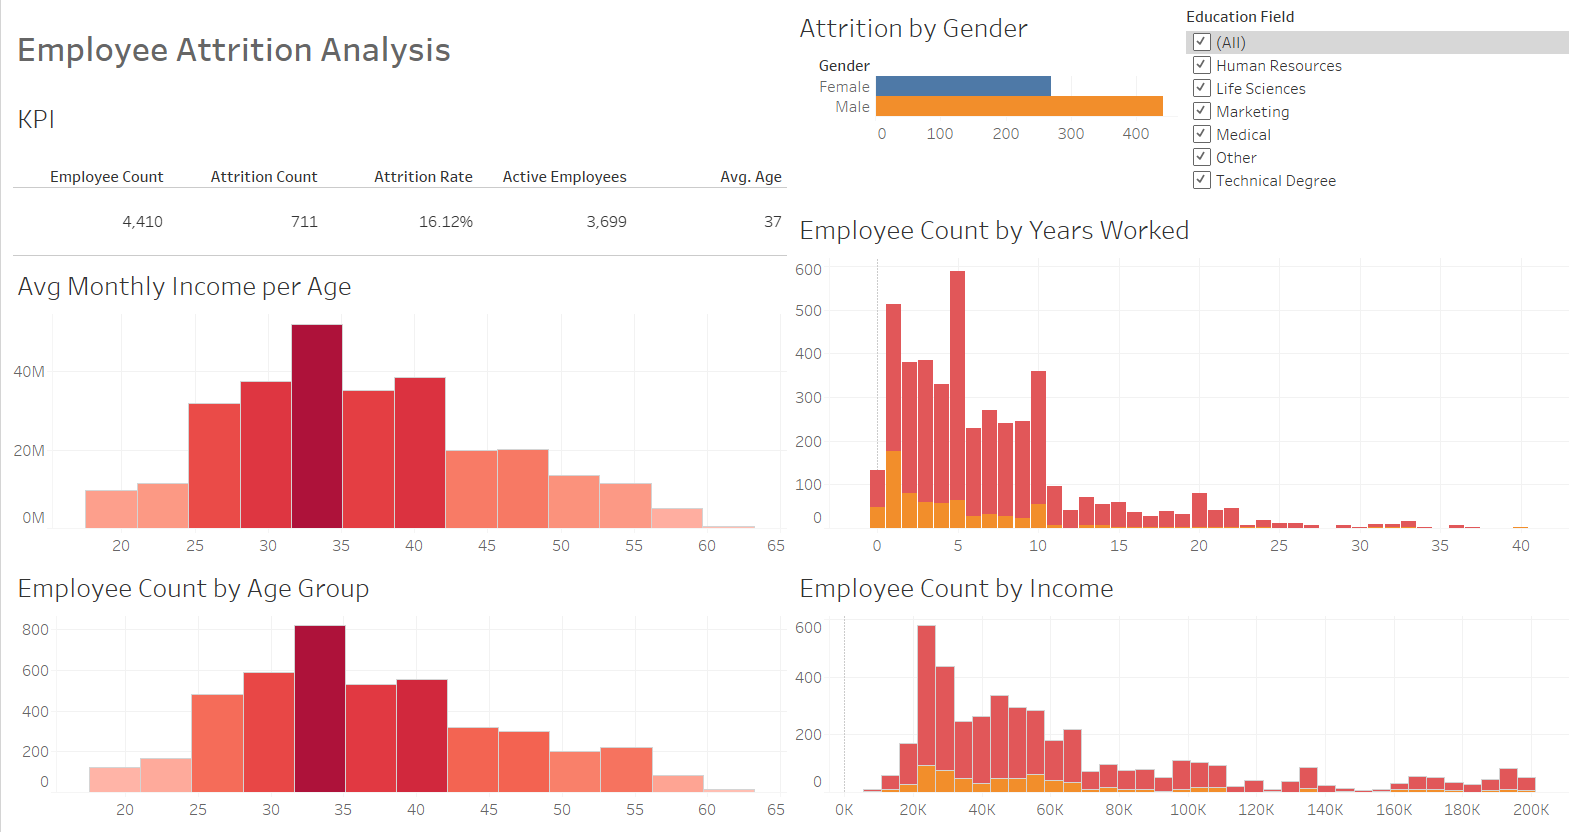 Employee Attrition Analysis
KPI
Employee Count Attrition Count Attrition Rate Active Employees Avg. Age
4,410 711 16.12% 3,699 37
Attrition by Gender
Gender
Female
Male
0 100 200 300 400
Education Field
(All)
Human Resources
Life Sciences
Marketing
Medical
Other
Technical Degree
Avg Monthly Income per Age
40M
20M
0M
20 25 30 35 40 45 50 55 60 65
Employee Count by Years Worked
600
500
400
300
200
100
0
0 5 10 15 20 25 30 35 40
Employee Count by Age Group
800
600
400
200
0
20 25 30 35 40 45 50 55 60 65
Employee Count by Income
600
400
200
0
0K 20K 40K 60K 80K 100K 120K 140K 160K 180K 200K